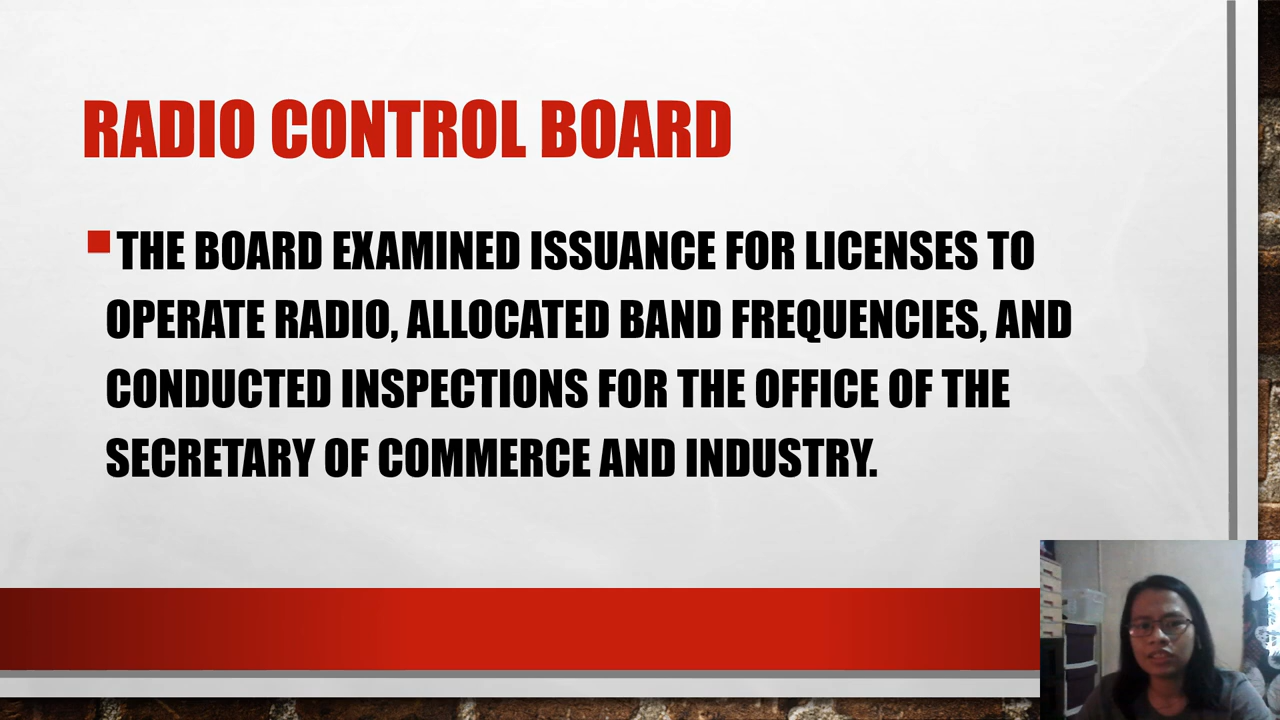 RADIO CONTROL BOARD
THE BOARD EXAMINED ISSUANCE FOR LICENSES TO
OPERATE RADIO, ALLOCATED BAND FREQUENCIES, AND
CONDUCTED INSPECTIONS FOR THE OFFICE OF THE
SECRETARY OF COMMERCE AND INDUSTRY.